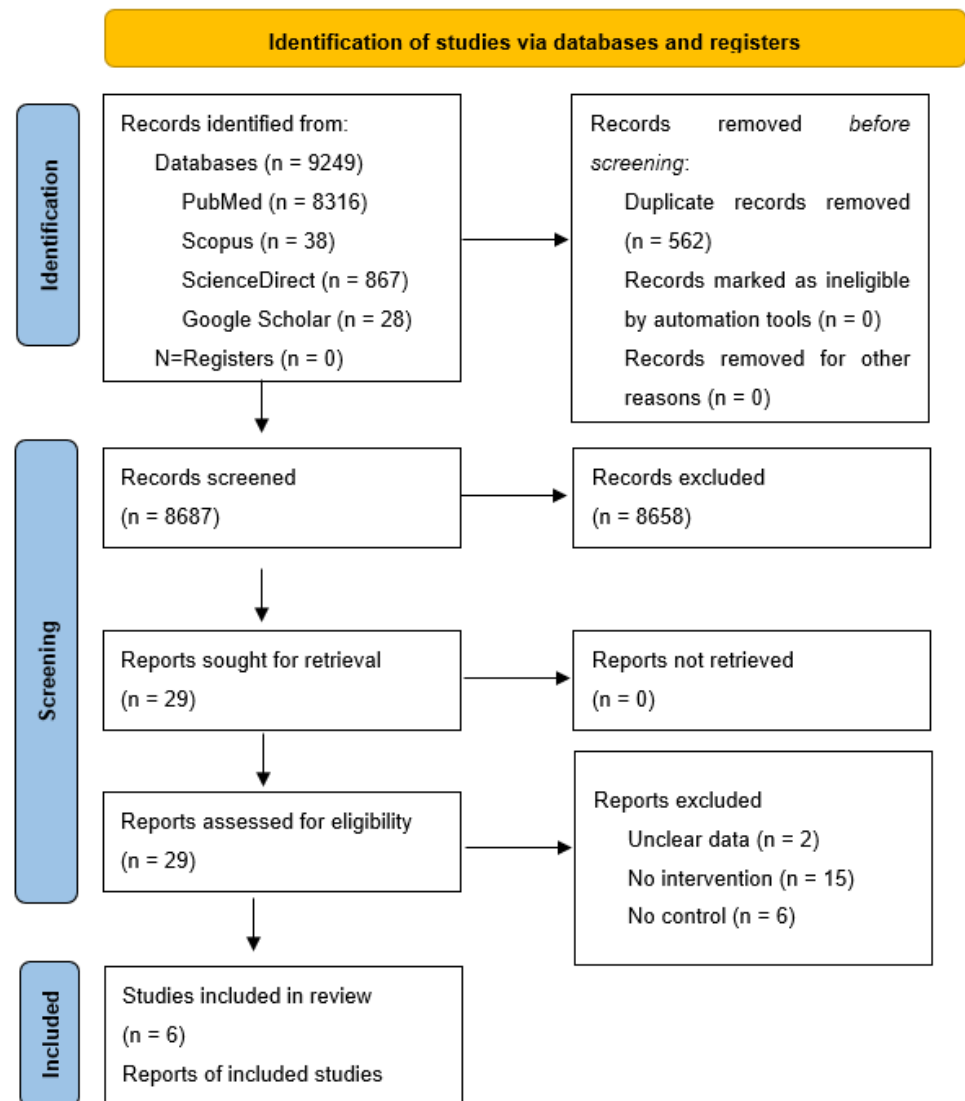 Identification of studies via databases and registers
Identification
Records identified from:
Databases (n = 9249)
PubMed (n = 8316)
Scopus (n = 38)
ScienceDirect (n = 867)
Google Scholar (n = 28)
N=Registers (n = 0)
Records removed before
screening:
Duplicate records removed
(n = 562)
Records marked as ineligible
by automation tools (n = 0)
Records removed for other
reasons (n = 0)
Screening
Records screened
(n = 8687)
Records excluded
(n = 8658)
Reports sought for retrieval
(n = 29)
Reports not retrieved
(n = 0)
Reports assessed for eligibility
(n = 29)
Reports excluded
Unclear data (n = 2)
No intervention (n = 15)
No control (n = 6)
Included
Studies included in review
(n = 6)
Reports of included studies